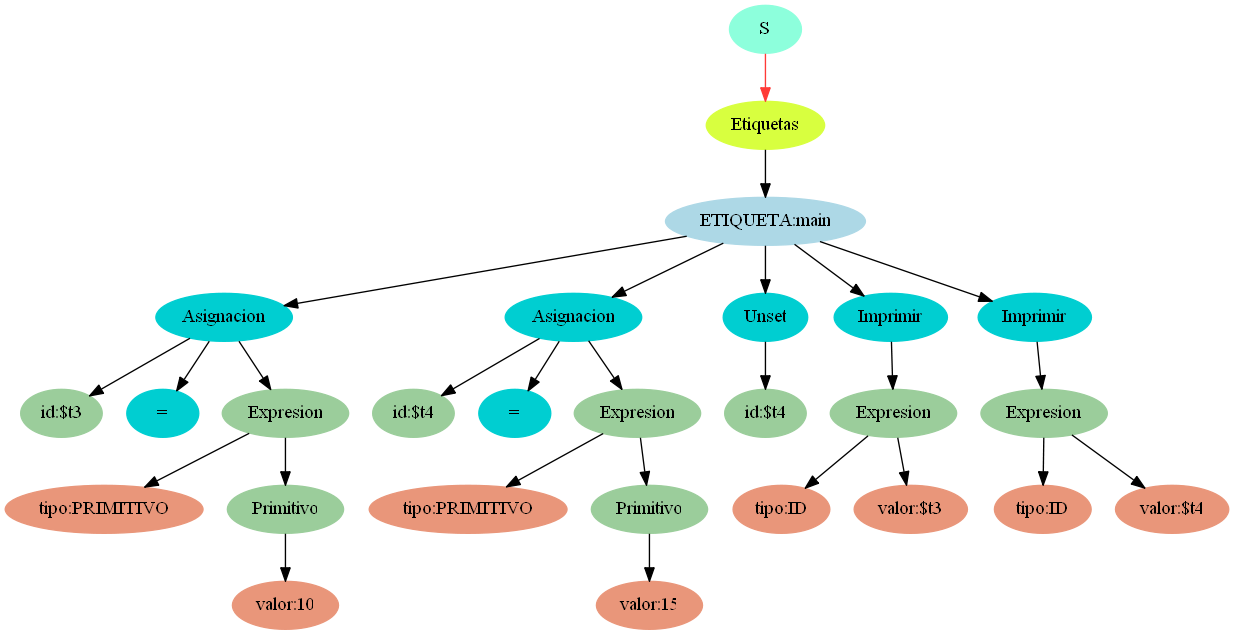 S
Etiquetas
ETIQUETA:main
Asignacion
Asignacion
Unset
Imprimir
Imprimir
id:$t3
=
Expresion
id:$t4
=
Expresion
id:$t4
Expresion
Expresion
tipo:PRIMITIVO
Primitivo
tipo:PRIMITIVO
Primitivo
tipo:ID
valor:$t3
tipo:ID
valor:$t4
valor:10
valor:15